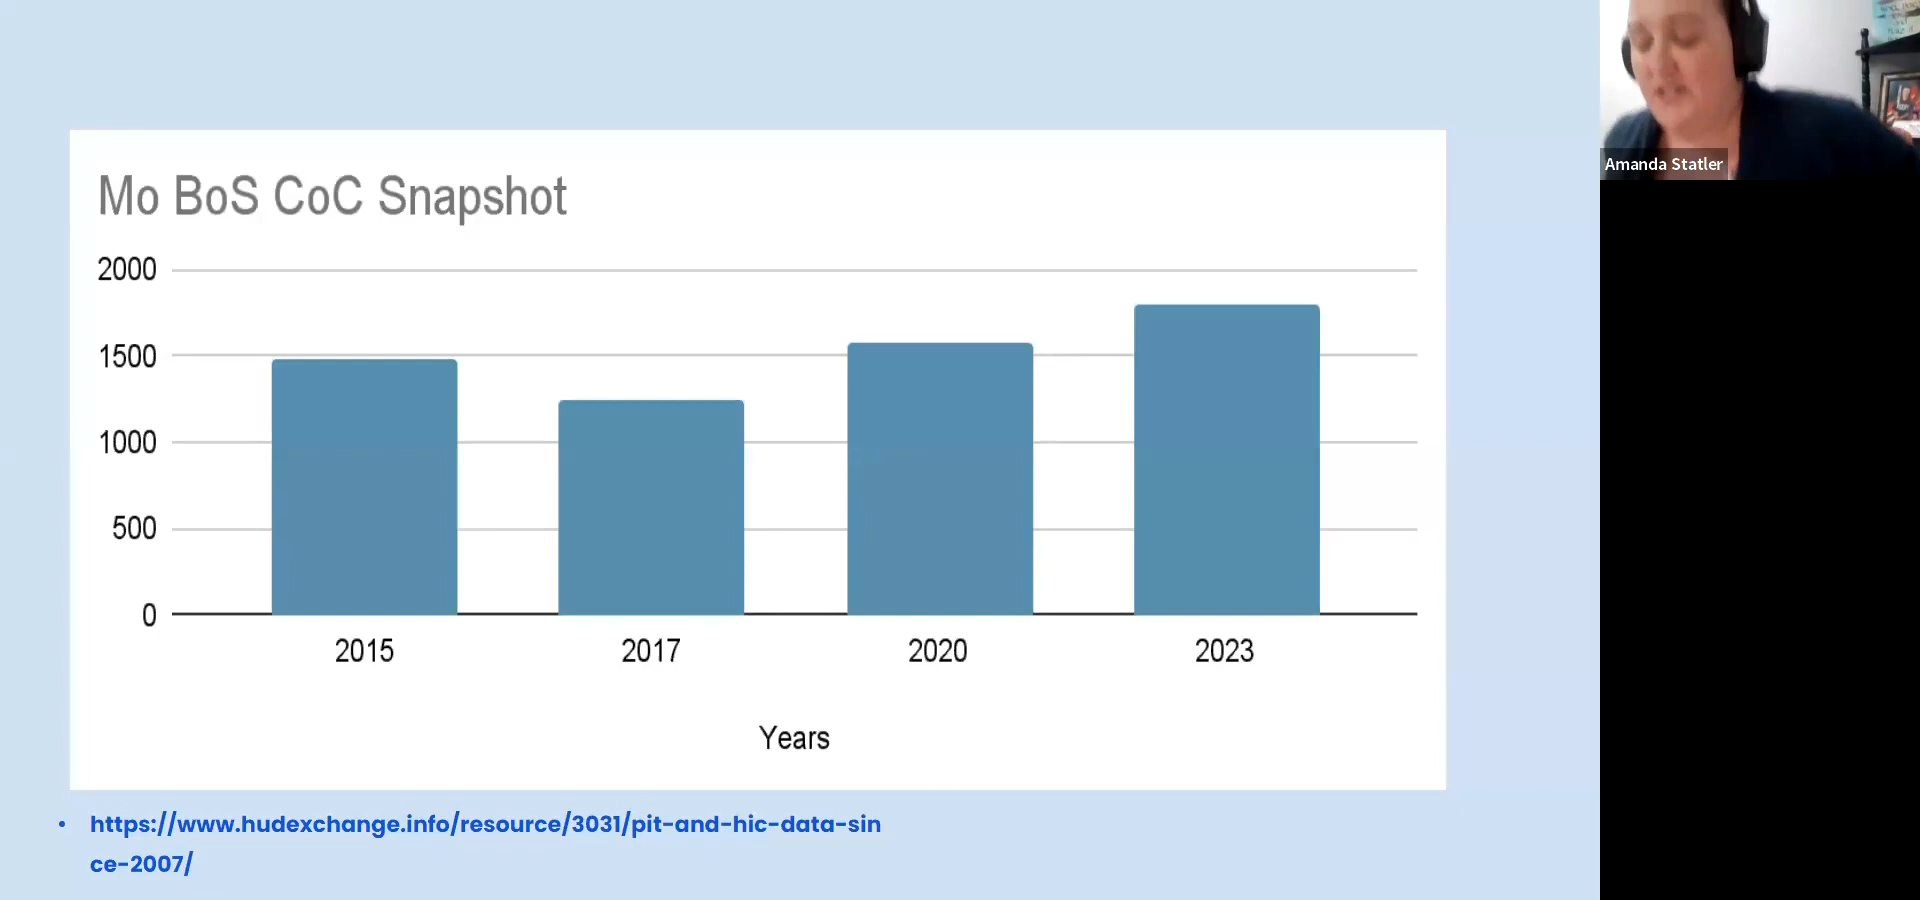 Mo BoS CoC Snapshot
2000
1500
1000
500
0
2015 2017 2020 2023
Years
• https://www.hudexchange.info/resource/3031/pit-and-hic-data-sin
ce-2007/
Amanda Statler